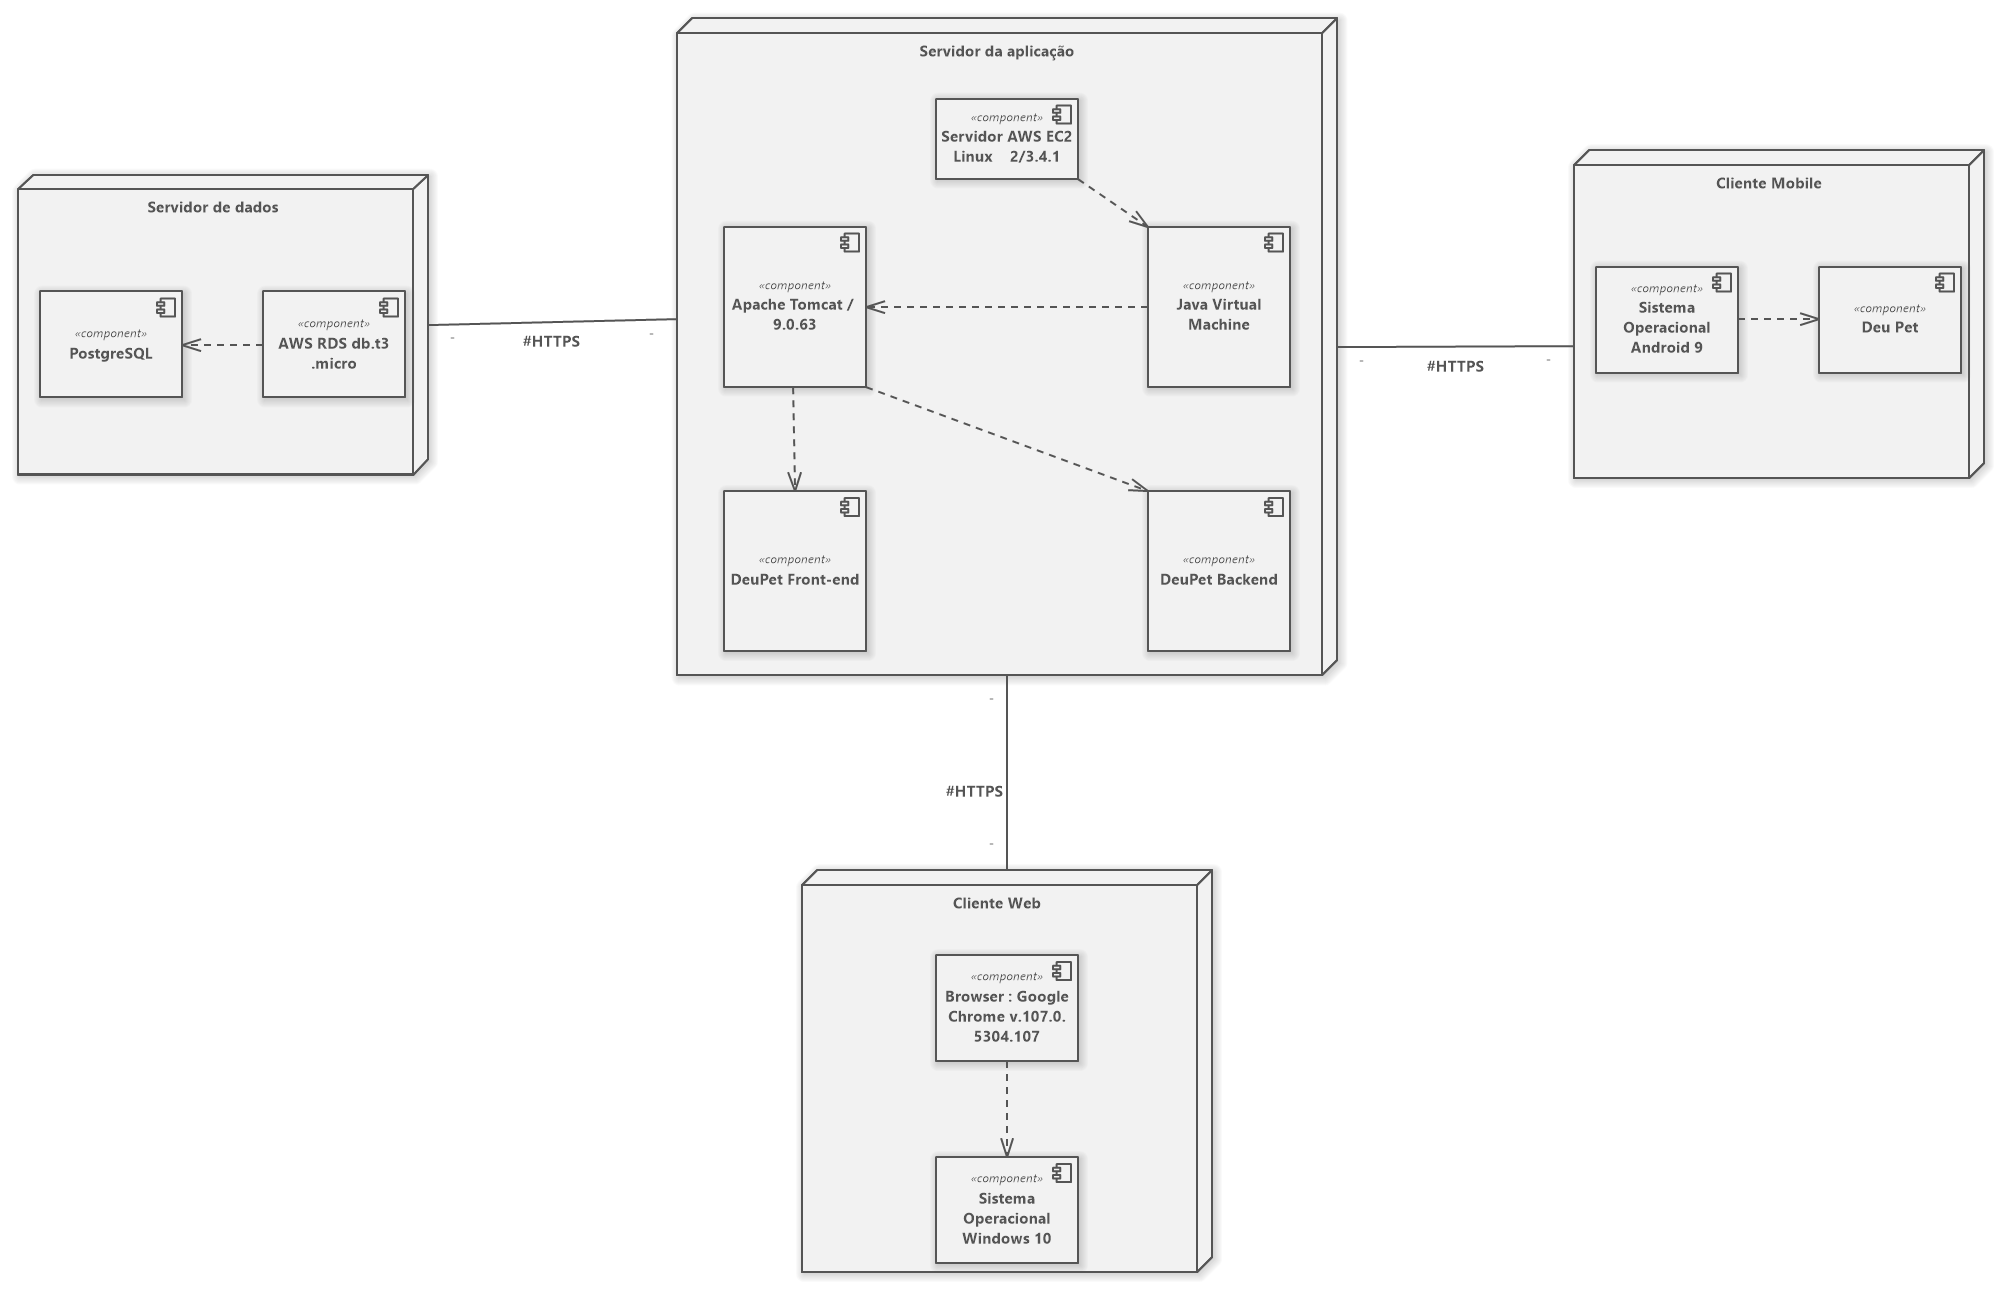 Servidor da aplicação
«component»
Servidor AWS EC2
Linux    2/3.4.1
«component»
Apache Tomcat /
9.0.63
«component»
Java Virtual
Machine
«component»
DeuPet Front-end
«component»
DeuPet Backend
Servidor de dados
«component»
PostgreSQL
«component»
AWS RDS db.t3
.micro
-
#HTTPS
-
-
#HTTPS
-
Cliente Mobile
«component»
Sistema
Operacional
Android 9
«component»
Deu Pet
-
#HTTPS
-
Cliente Web
«component»
Browser : Google
Chrome v.107.0.
5304.107
«component»
Sistema
Operacional
Windows 10